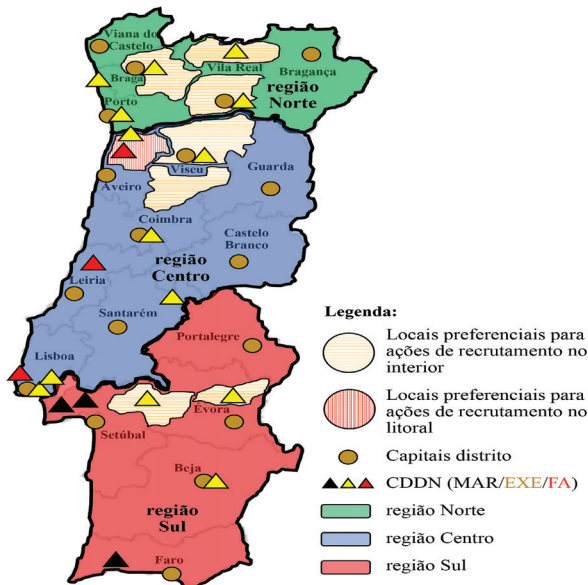 Viana do
Castelo
Braga
Vila Real
Bragança
região
Norte
Porto
Aveiro
Viseu
Guarda
Coimbra
Castelo
Branco
região
Centro
Leiria
Santarém
Lisboa
Portalegre
Setúbal
Évora
Beja
região
Sul
Faro
Legenda:
Locais preferenciais para
ações de recrutamento no
interior
Locais preferenciais para
ações de recrutamento no
litoral
Capitais distrito
CDDN (MAR/EXE/FA)
região Norte
região Centro
região Sul